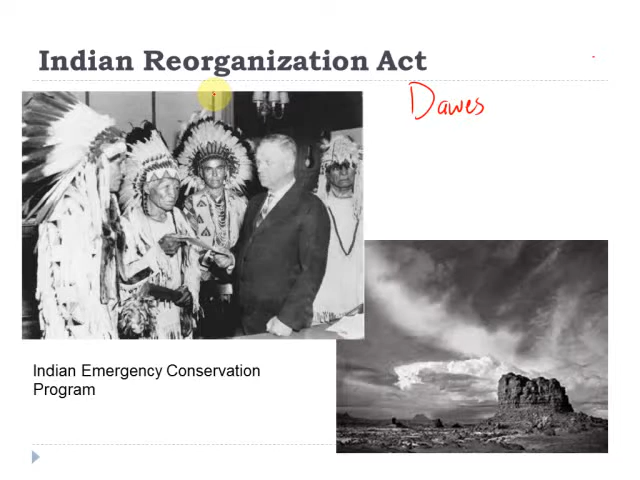 Indian Reorganization Act
Dawes
Indian Emergency Conservation
Program